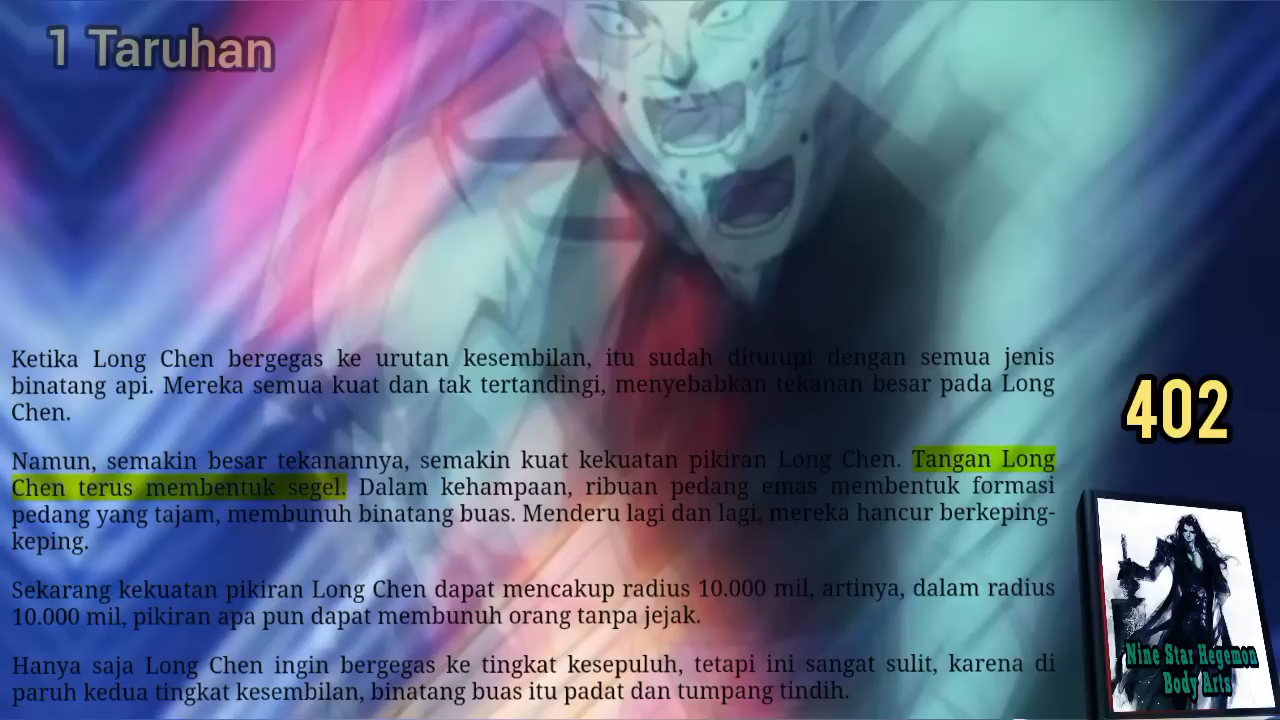 1 Taruhan
Ketika Long Chen bergegas ke urutan kesembilan, itu sudah ditutupi dengan semua jenis
binatang api. Mereka semua kuat dan tak tertandingi, menyebabkan tekanan besar pada Long
Chen.
Namun, semakin besar tekanannya, semakin kuat kekuatan pikiran Long Chen. Tangan Long
Chen terus membentuk segel. Dalam kehampaan, ribuan pedang emas membentuk formasi
pedang yang tajam, membunuh binatang buas. Menderu lagi dan lagi, mereka hancur berkeping-
keping.
Sekarang kekuatan pikiran Long Chen dapat mencakup radius 10.000 mil, artinya, dalam radius
10.000 mil, pikiran apa pun dapat membunuh orang tanpa jejak.
Hanya saja Long Chen ingin bergegas ke tingkat kesepuluh, tetapi ini sangat sulit, karena di
paruh kedua tingkat kesembilan, binatang buas itu padat dan tumpang tindih.
402
Nine Star Hegemon
Body Arts